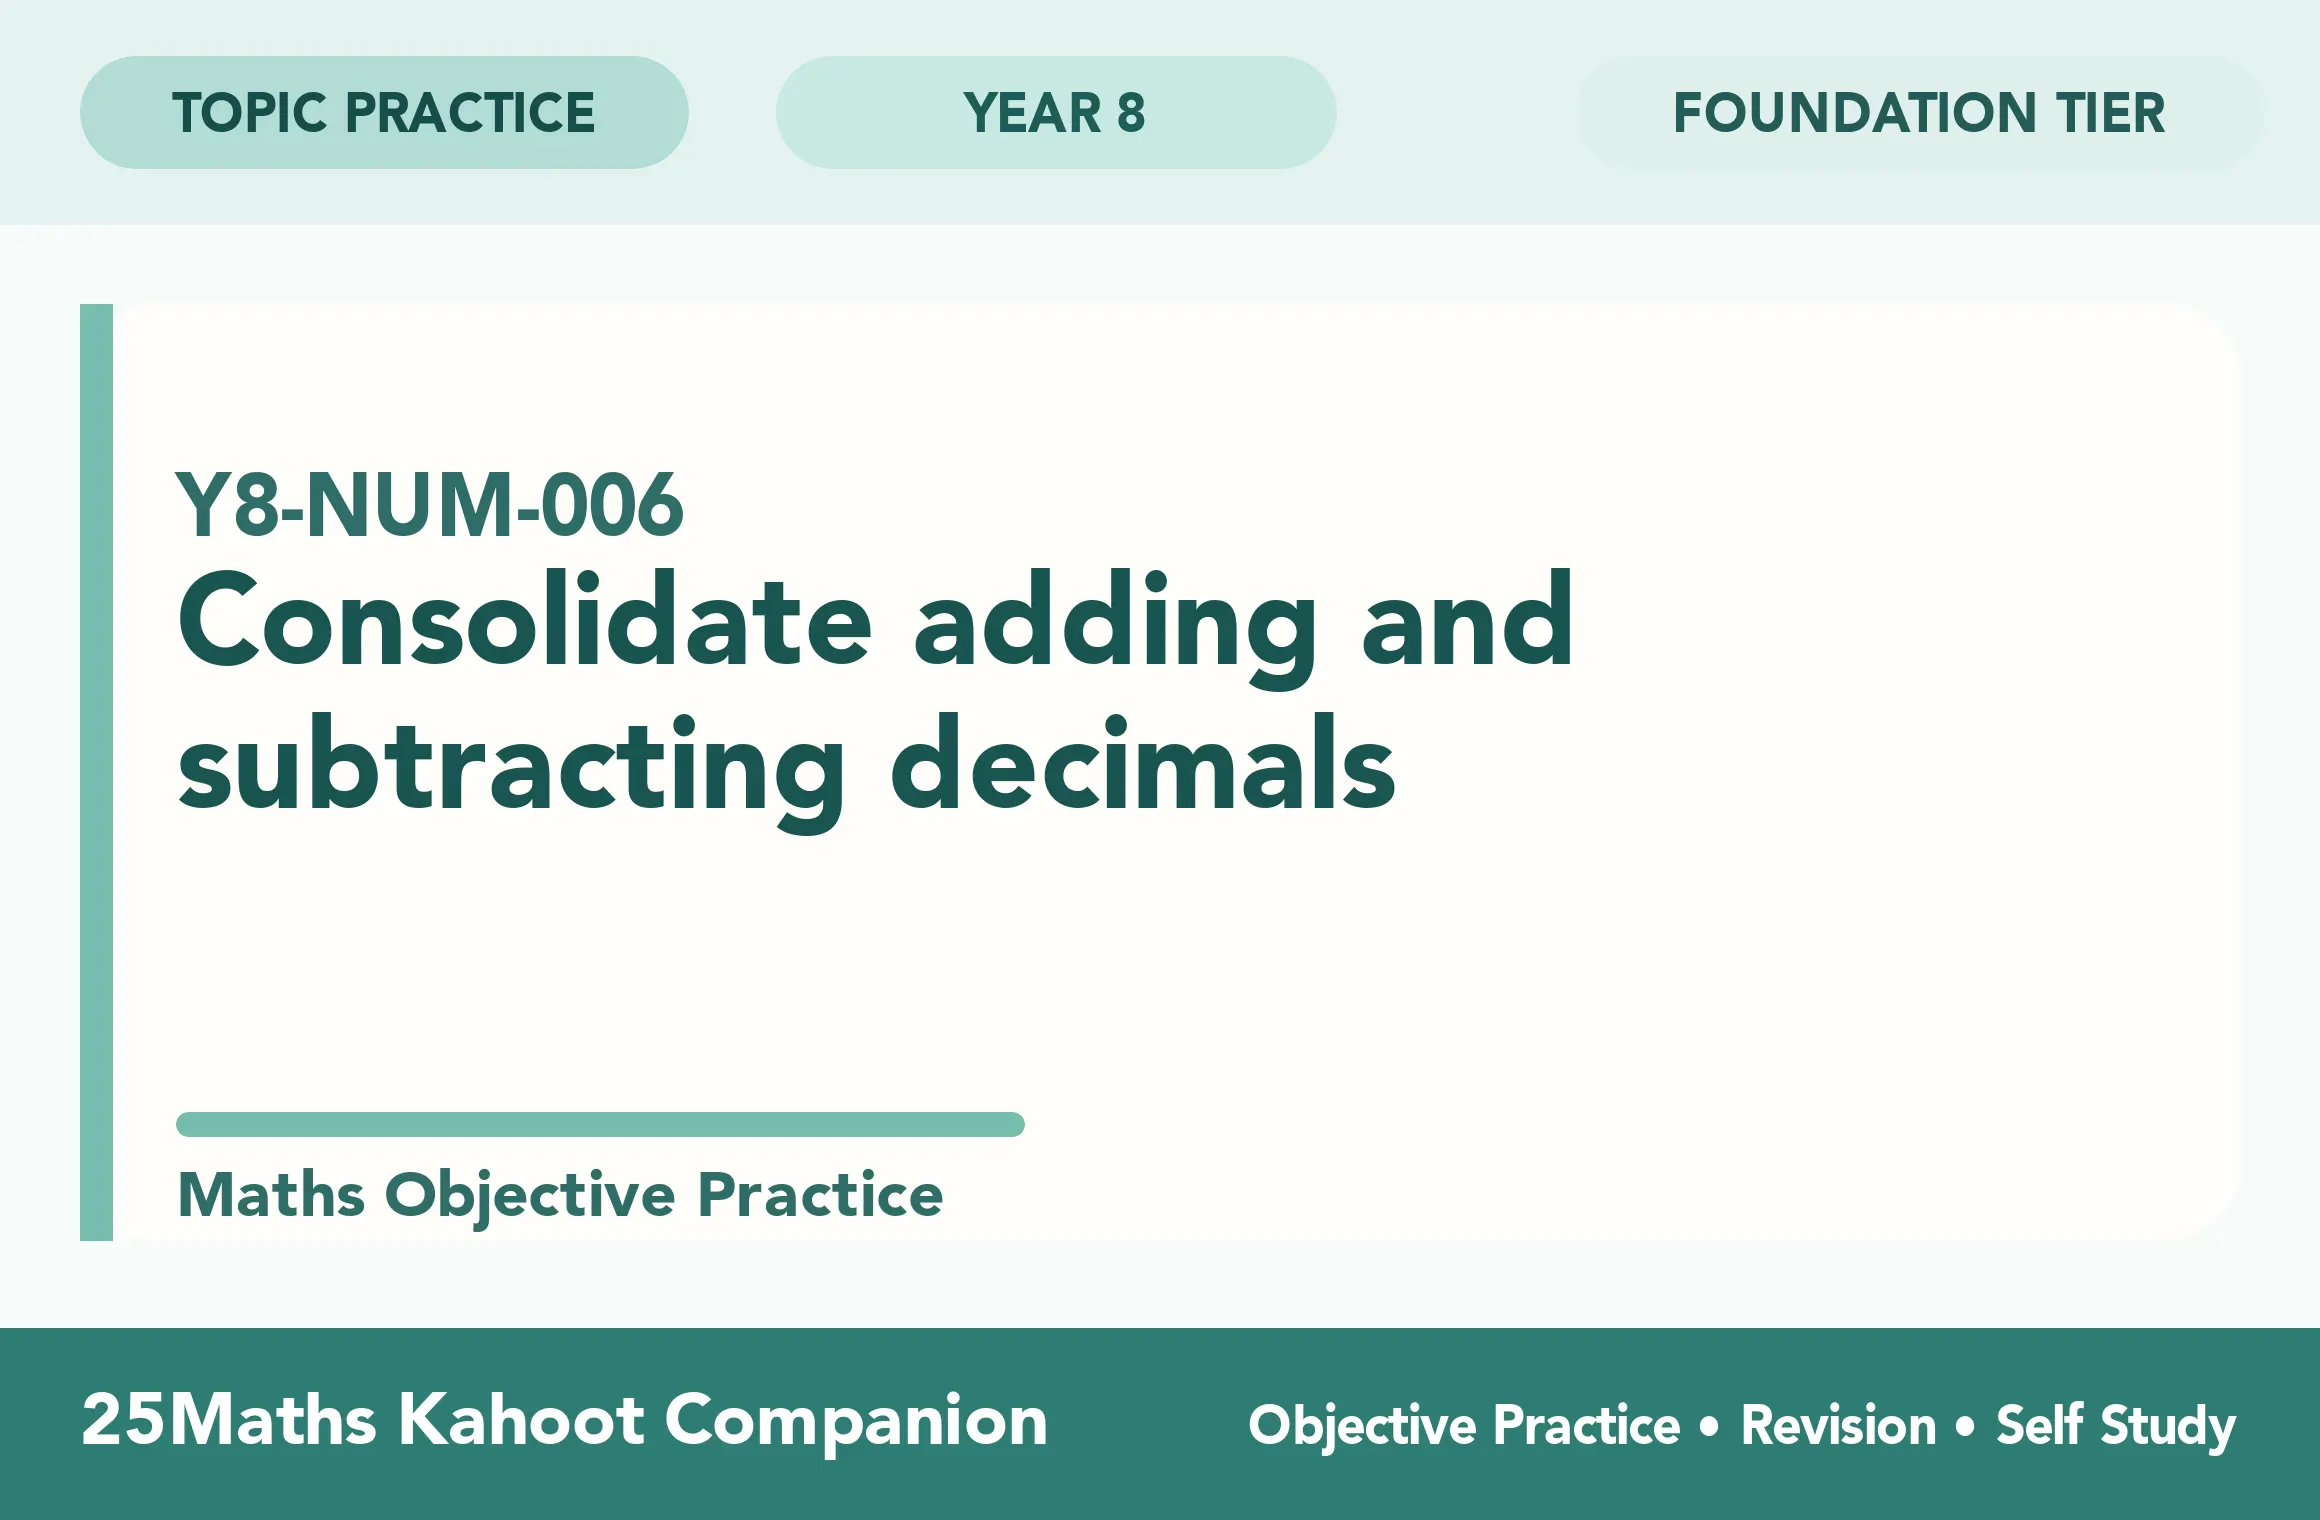 TOPIC PRACTICE
YEAR 8
FOUNDATION TIER
Y8-NUM-006
Consolidate adding and
subtracting decimals
Maths Objective Practice
25Maths Kahoot Companion
Objective Practice • Revision • Self Study